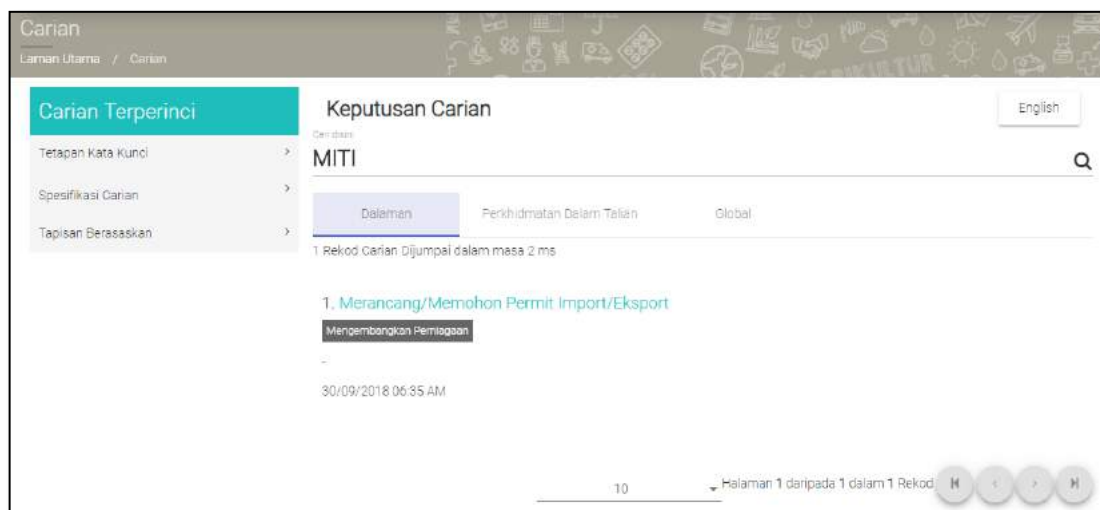 Carian
Laman Utama / Carian
Carian Terperinci
Tetapan Kata Kunci
Spesifikasi Carian
Tapisan Berasaskan
Keputusan Carian
English
Cari disini
MITI
Dalaman
Perkhidmatan Dalam Talian
Global
1 Rekod Carian Dijumpai dalam masa 2 ms
1. Merancang/Memohon Permit Import/Eksport
Mengembangkan Perniagaan
-
30/09/2018 06:35 AM
10
Halaman 1 daripada 1 dalam 1 Rekod